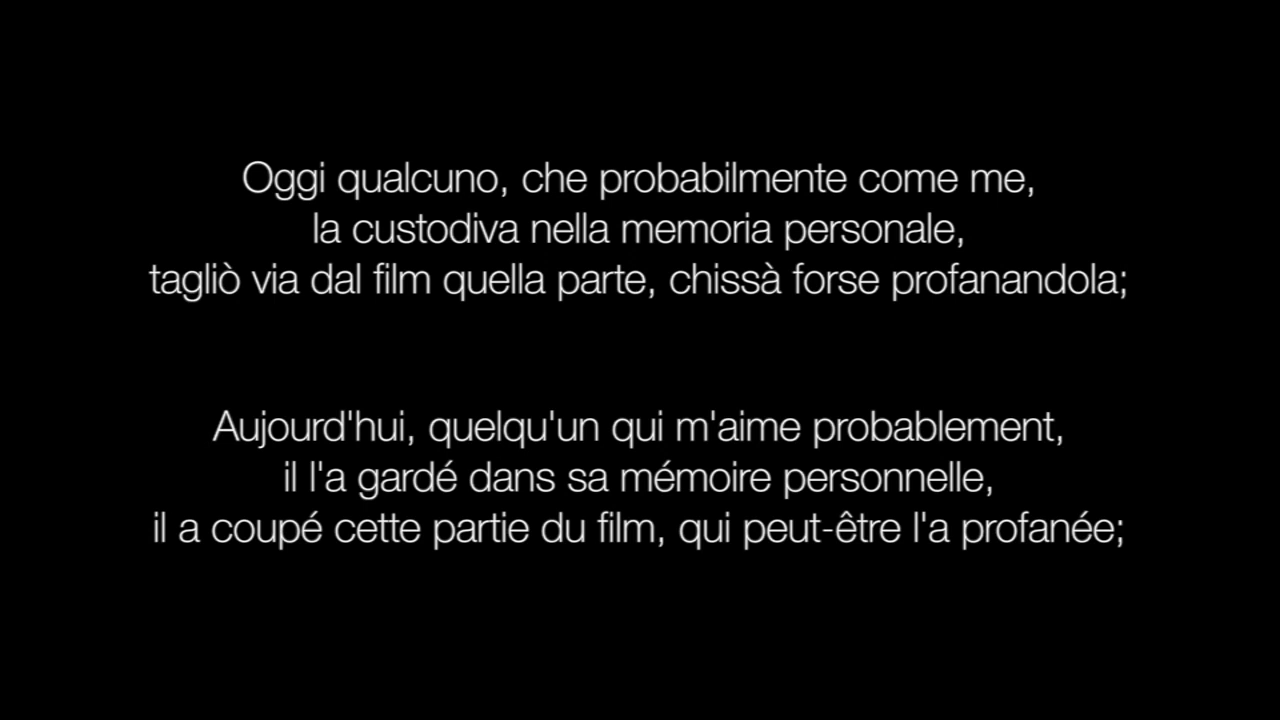 Oggi qualcuno, che probabilmente come me,
la custodiva nella memoria personale,
tagliò via dal film quella parte, chissà forse profanandola;
Aujourd'hui, quelqu'un qui m'aime probablement,
il l'a gardé dans sa mémoire personnelle,
il a coupé cette partie du film, qui peut-être l'a profanée;